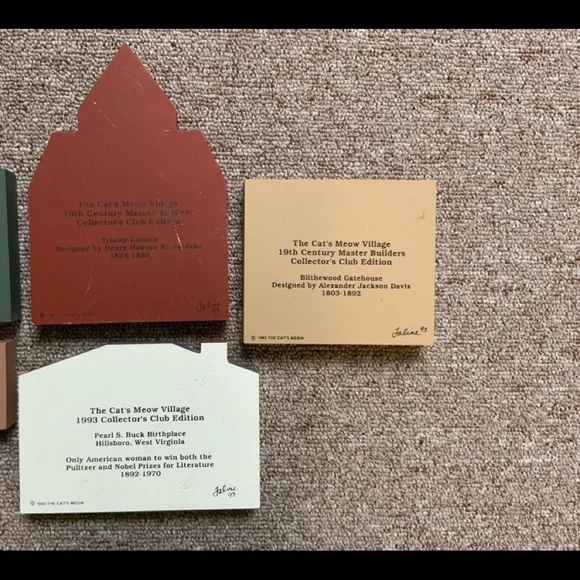 The Cat's Meow Village
19th Century Master Builders
Collector's Club Edition
Trinity Church
Designed by Henry Hobson Richardson
1838-1886
Faline '93
The Cat's Meow Village
19th Century Master Builders
Collector's Club Edition
Blithewood Gatehouse
Designed by Alexander Jackson Davis
1803-1892
Faline '93
© 1993 THE CAT'S MEOW
The Cat's Meow Village
1993 Collector's Club Edition
Pearl S. Buck Birthplace
Hillsboro, West Virginia
Only American woman to win both the
Pulitzer and Nobel Prizes for Literature
1892-1970
Faline '93
© 1993 THE CAT'S MEOW